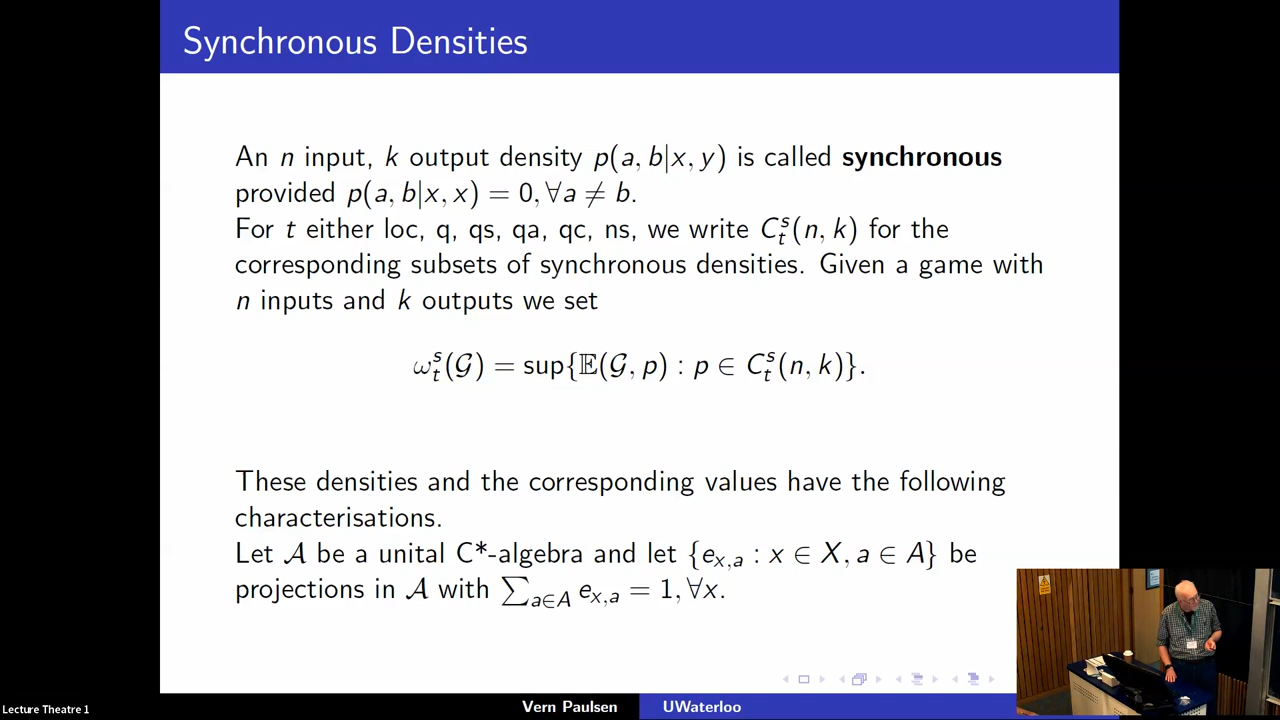 Synchronous Densities
An n input, k output density p(a, b|x, y) is called synchronous
provided p(a, b|x, x) = 0, ∀a ≠ b.
For t either loc, q, qs, qa, qc, ns, we write C_t^s(n, k) for the
corresponding subsets of synchronous densities. Given a game with
n inputs and k outputs we set
ω_t^s(𝒢) = sup{𝔼(𝒢, p) : p ∈ C_t^s(n, k)}.
These densities and the corresponding values have the following
characterisations.
Let 𝒜 be a unital C*-algebra and let {e_{x,a} : x ∈ X, a ∈ A} be
projections in 𝒜 with ∑_{a∈A} e_{x,a} = 1, ∀x.
Vern Paulsen UWaterloo
Lecture Theatre 1